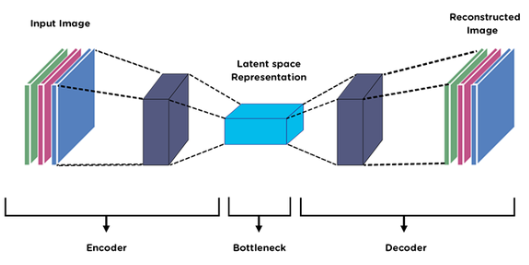 Input Image
Reconstructed
Image
Latent space
Representation
Encoder
Bottleneck
Decoder